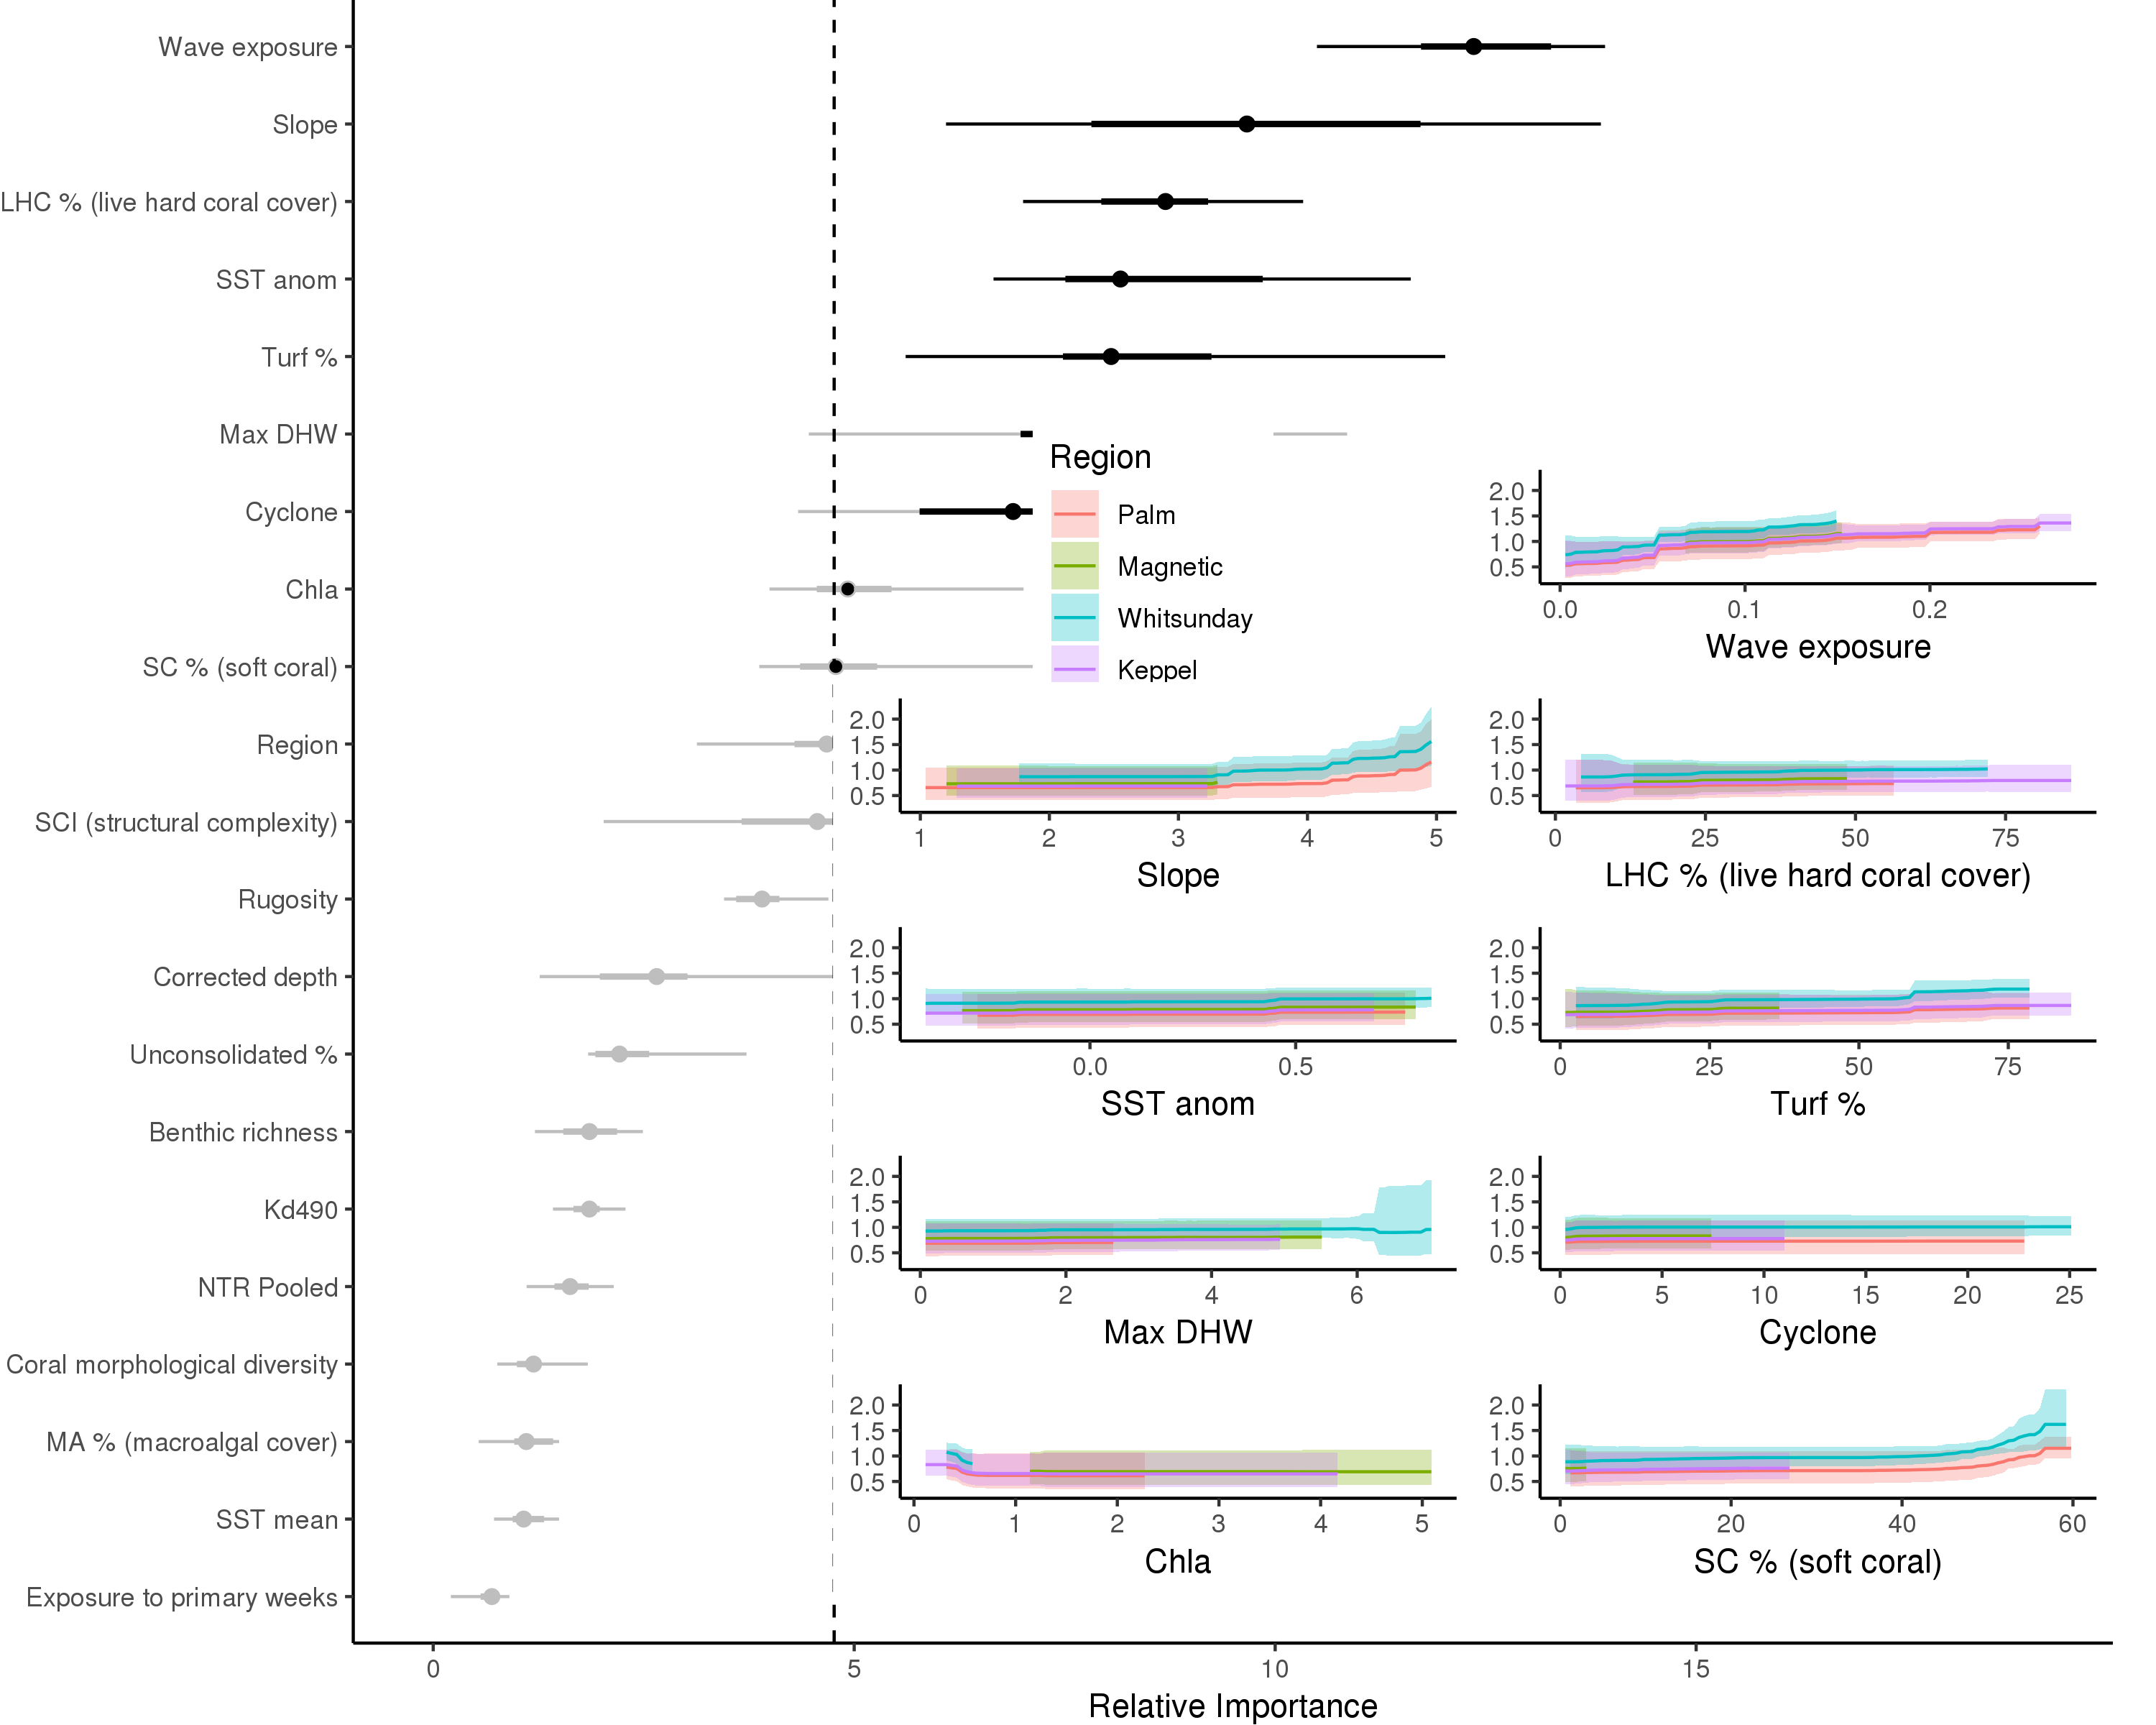 Wave exposure
Slope
LHC % (live hard coral cover)
SST anom
Turf %
Max DHW
Cyclone
Chla
SC % (soft coral)
Region
SCI (structural complexity)
Rugosity
Corrected depth
Unconsolidated %
Benthic richness
Kd490
NTR Pooled
Coral morphological diversity
MA % (macroalgal cover)
SST mean
Exposure to primary weeks
0 5 10 15
Relative Importance
Region
Palm
Magnetic
Whitsunday
Keppel
2.0
1.5
1.0
0.5
0.0 0.1 0.2
Wave exposure
2.0
1.5
1.0
0.5
1 2 3 4 5
Slope
2.0
1.5
1.0
0.5
0 25 50 75
LHC % (live hard coral cover)
2.0
1.5
1.0
0.5
0.0 0.5
SST anom
2.0
1.5
1.0
0.5
0 25 50 75
Turf %
2.0
1.5
1.0
0.5
0 2 4 6
Max DHW
2.0
1.5
1.0
0.5
0 5 10 15 20 25
Cyclone
2.0
1.5
1.0
0.5
0 1 2 3 4 5
Chla
2.0
1.5
1.0
0.5
0 20 40 60
SC % (soft coral)